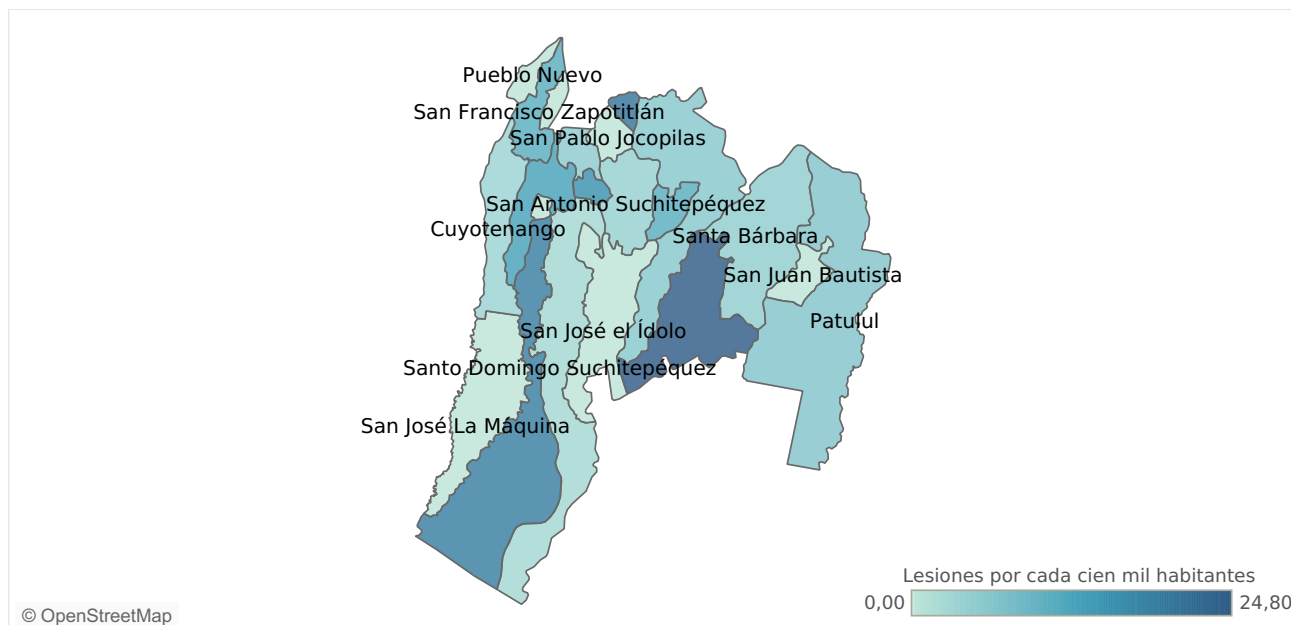 Pueblo Nuevo
San Francisco Zapotitlán
San Pablo Jocopilas
San Antonio Suchitepéquez
Cuyotenango
Santa Bárbara
San Juan Bautista
Patulul
San José el Ídolo
Santo Domingo Suchitepéquez
San José La Máquina
Lesiones por cada cien mil habitantes
0,00
24,80
© OpenStreetMap